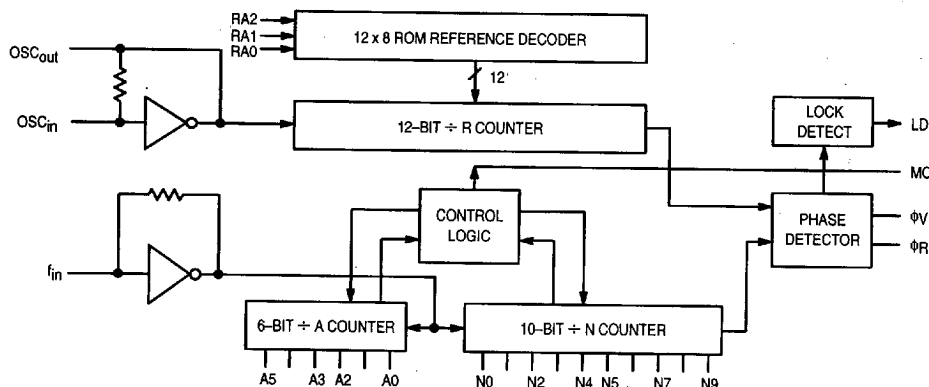 RA2
RA1
RA0
12 x 8 ROM REFERENCE DECODER
OSCout
12
OSCin
12–BIT ÷ R COUNTER
LOCK
DETECT
LD
MC
CONTROL
LOGIC
PHASE
DETECTOR
ϕV
ϕR
fin
6–BIT ÷ A COUNTER
10–BIT ÷ N COUNTER
A5 A3 A2 A0 N0 N2 N4 N5 N7 N9